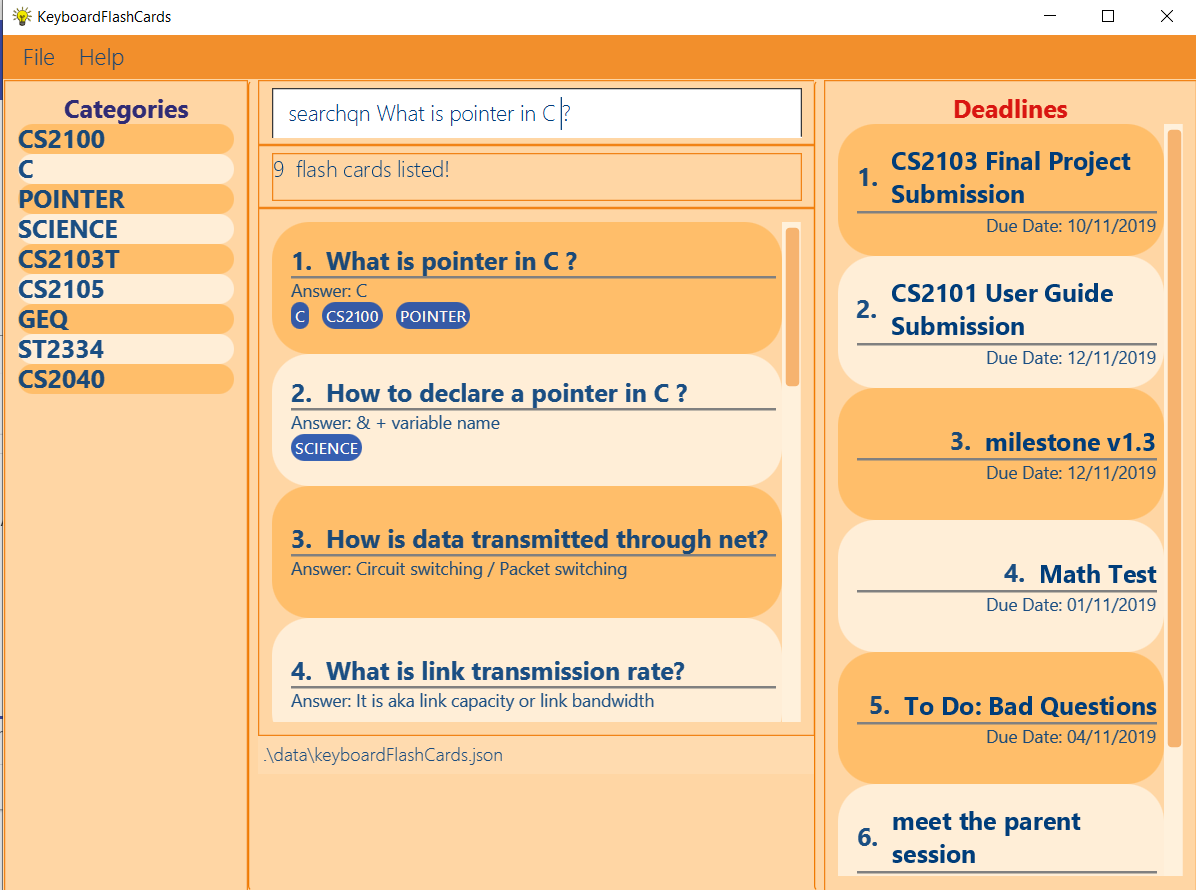 KeyboardFlashCards
File Help
Categories
CS2100
C
POINTER
SCIENCE
CS2103T
CS2105
GEQ
ST2334
CS2040
searchqn What is pointer in C ?
9 flash cards listed!
1. What is pointer in C ?
Answer: C
C CS2100 POINTER
2. How to declare a pointer in C ?
Answer: & + variable name
SCIENCE
3. How is data transmitted through net?
Answer: Circuit switching / Packet switching
4. What is link transmission rate?
Answer: It is aka link capacity or link bandwidth
.\data\keyboardFlashCards.json
Deadlines
1. CS2103 Final Project
Submission
Due Date: 10/11/2019
2. CS2101 User Guide
Submission
Due Date: 12/11/2019
3. milestone v1.3
Due Date: 12/11/2019
4. Math Test
Due Date: 01/11/2019
5. To Do: Bad Questions
Due Date: 04/11/2019
6. meet the parent
session